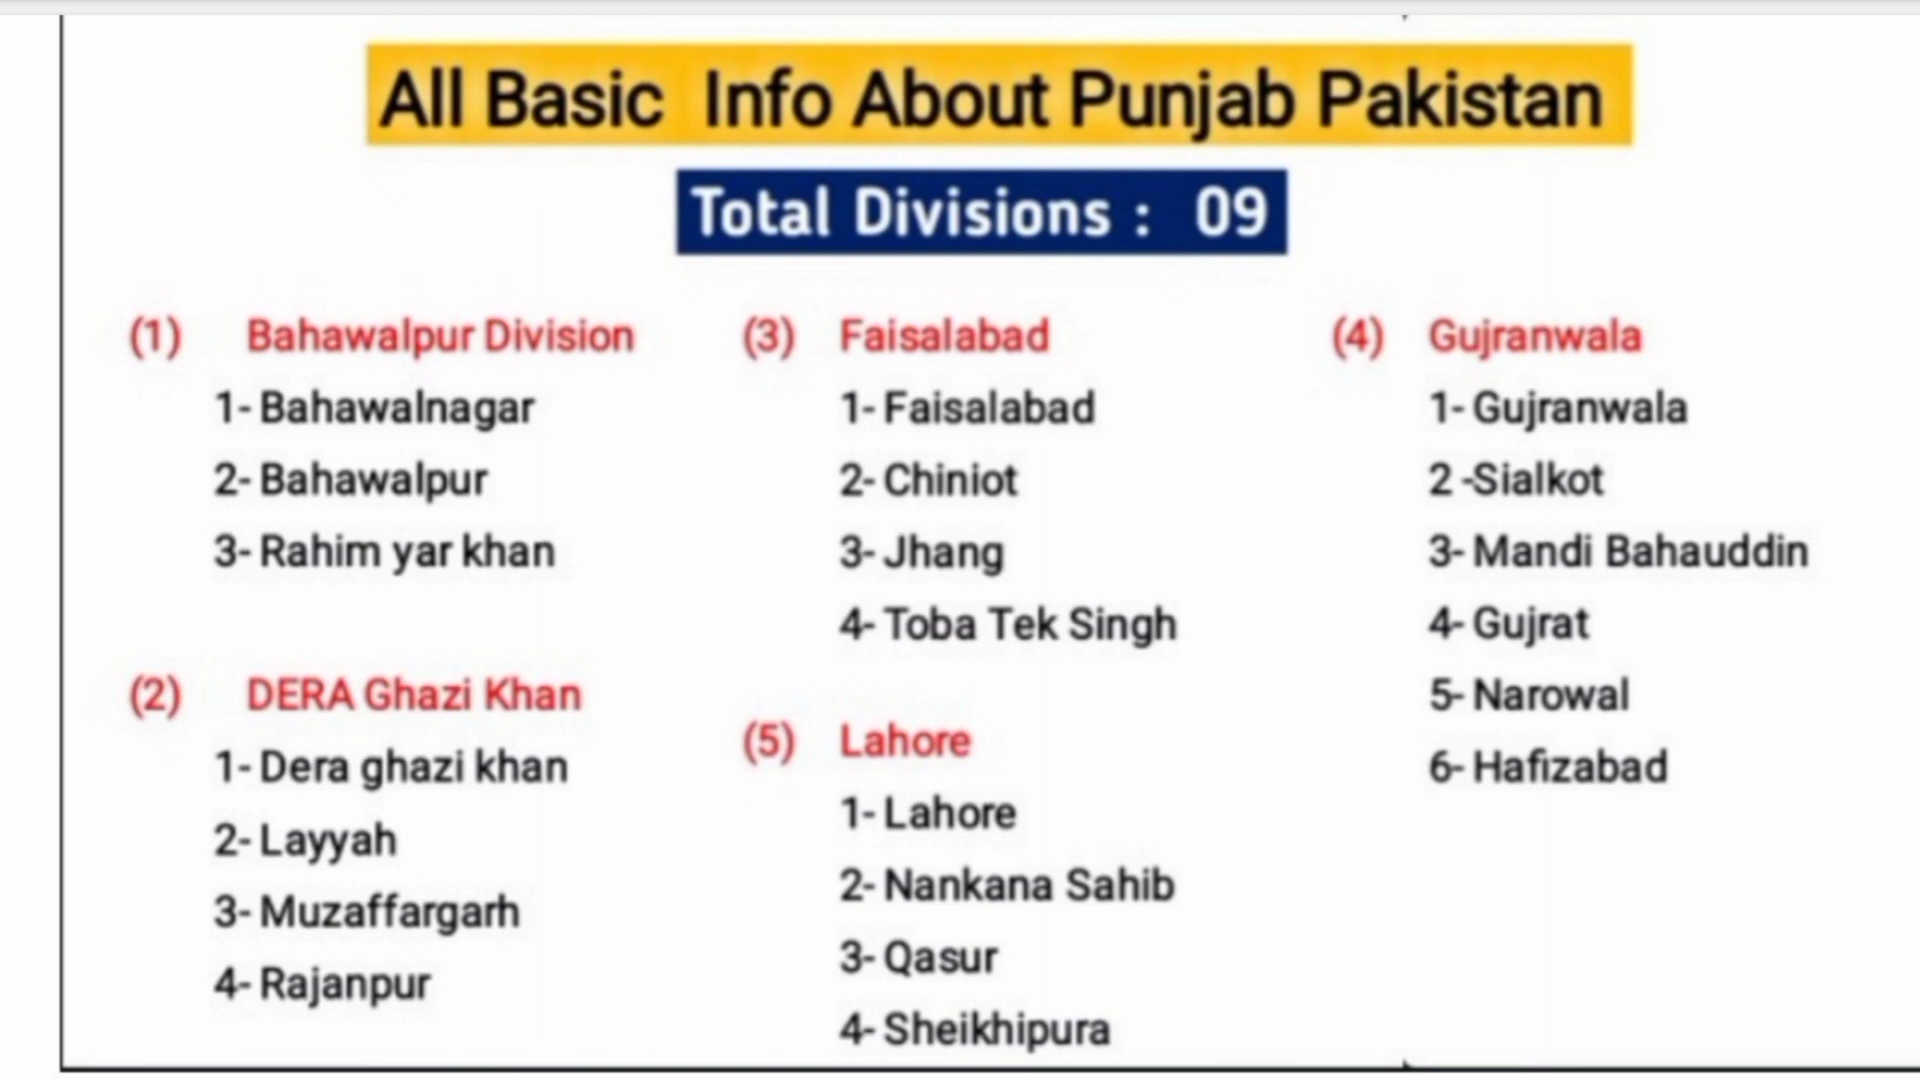 All Basic Info About Punjab Pakistan
Total Divisions : 09
(1) Bahawalpur Division
1- Bahawalnagar
2- Bahawalpur
3- Rahim yar khan
(2) DERA Ghazi Khan
1- Dera ghazi khan
2- Layyah
3- Muzaffargarh
4- Rajanpur
(3) Faisalabad
1- Faisalabad
2- Chiniot
3- Jhang
4- Toba Tek Singh
(5) Lahore
1- Lahore
2- Nankana Sahib
3- Qasur
4- Sheikhipura
(4) Gujranwala
1- Gujranwala
2 -Sialkot
3- Mandi Bahauddin
4- Gujrat
5- Narowal
6- Hafizabad